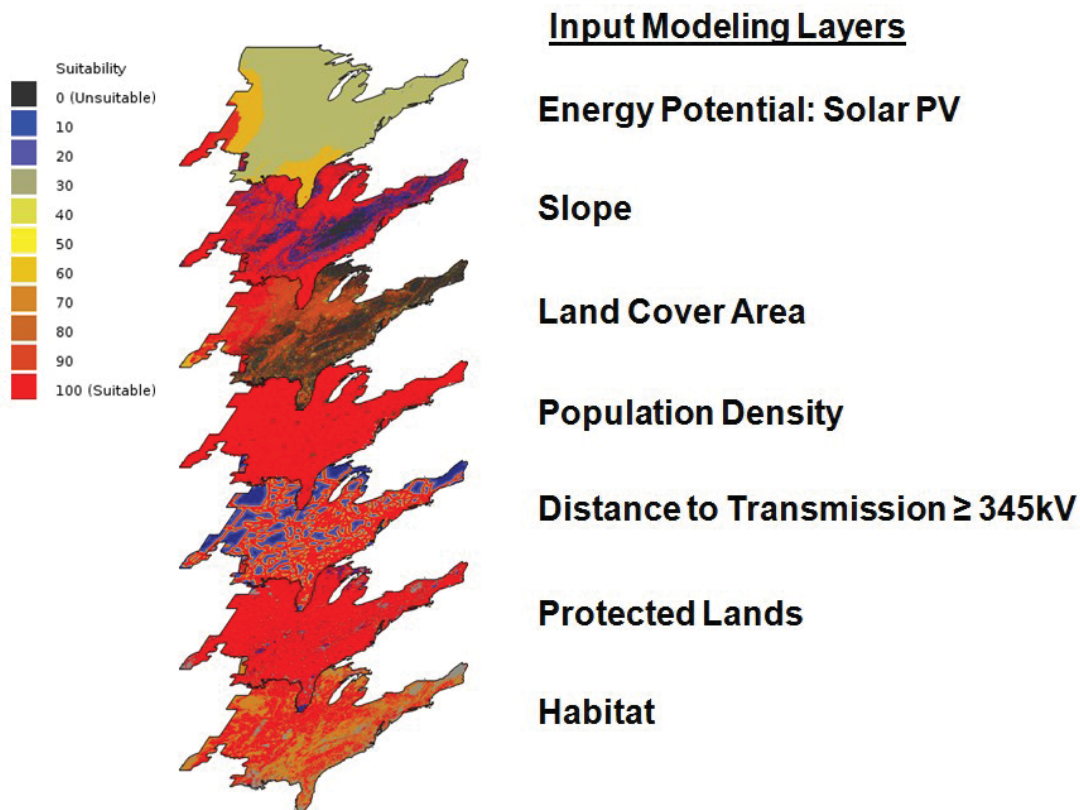 Input Modeling Layers
Suitability
0 (Unsuitable)
10
20
30
40
50
60
70
80
90
100 (Suitable)
Energy Potential: Solar PV
Slope
Land Cover Area
Population Density
Distance to Transmission ≥ 345kV
Protected Lands
Habitat